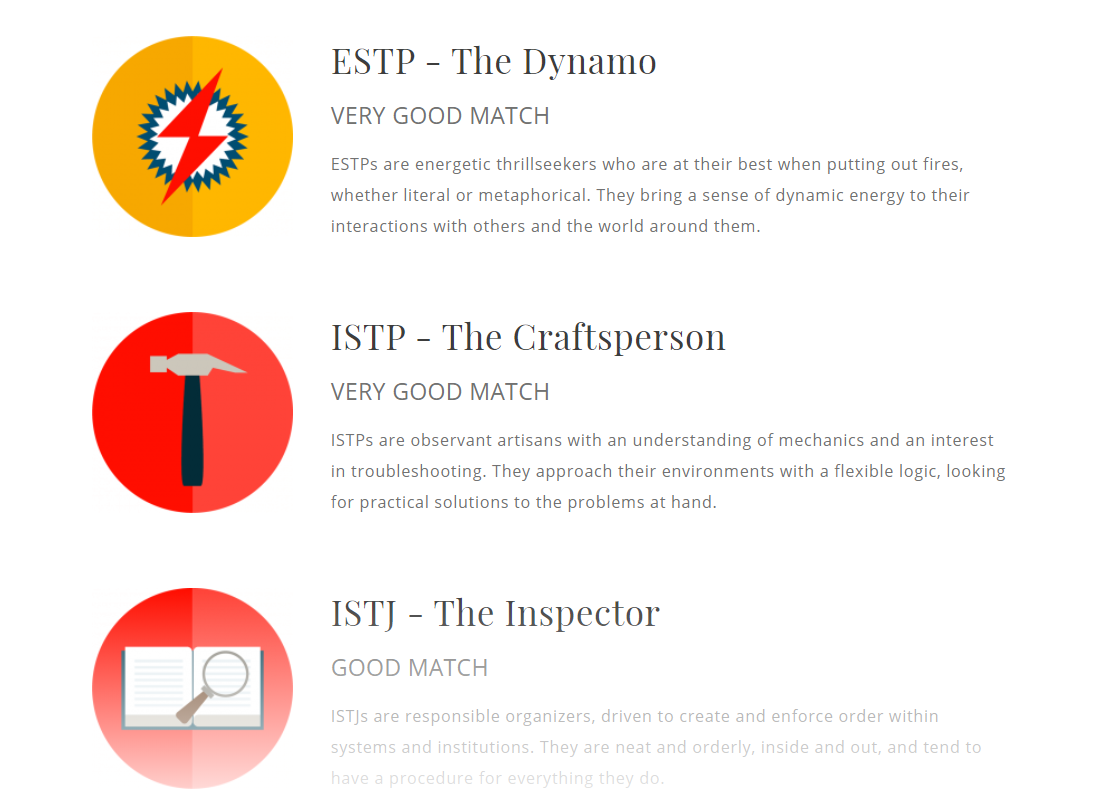 ESTP - The Dynamo
VERY GOOD MATCH
ESTPs are energetic thrillseekers who are at their best when putting out fires,
whether literal or metaphorical. They bring a sense of dynamic energy to their
interactions with others and the world around them.
ISTP - The Craftsperson
VERY GOOD MATCH
ISTPs are observant artisans with an understanding of mechanics and an interest
in troubleshooting. They approach their environments with a flexible logic, looking
for practical solutions to the problems at hand.
ISTJ - The Inspector
GOOD MATCH
ISTJs are responsible organizers, driven to create and enforce order within
systems and institutions. They are neat and orderly, inside and out, and tend to
have a procedure for everything they do.